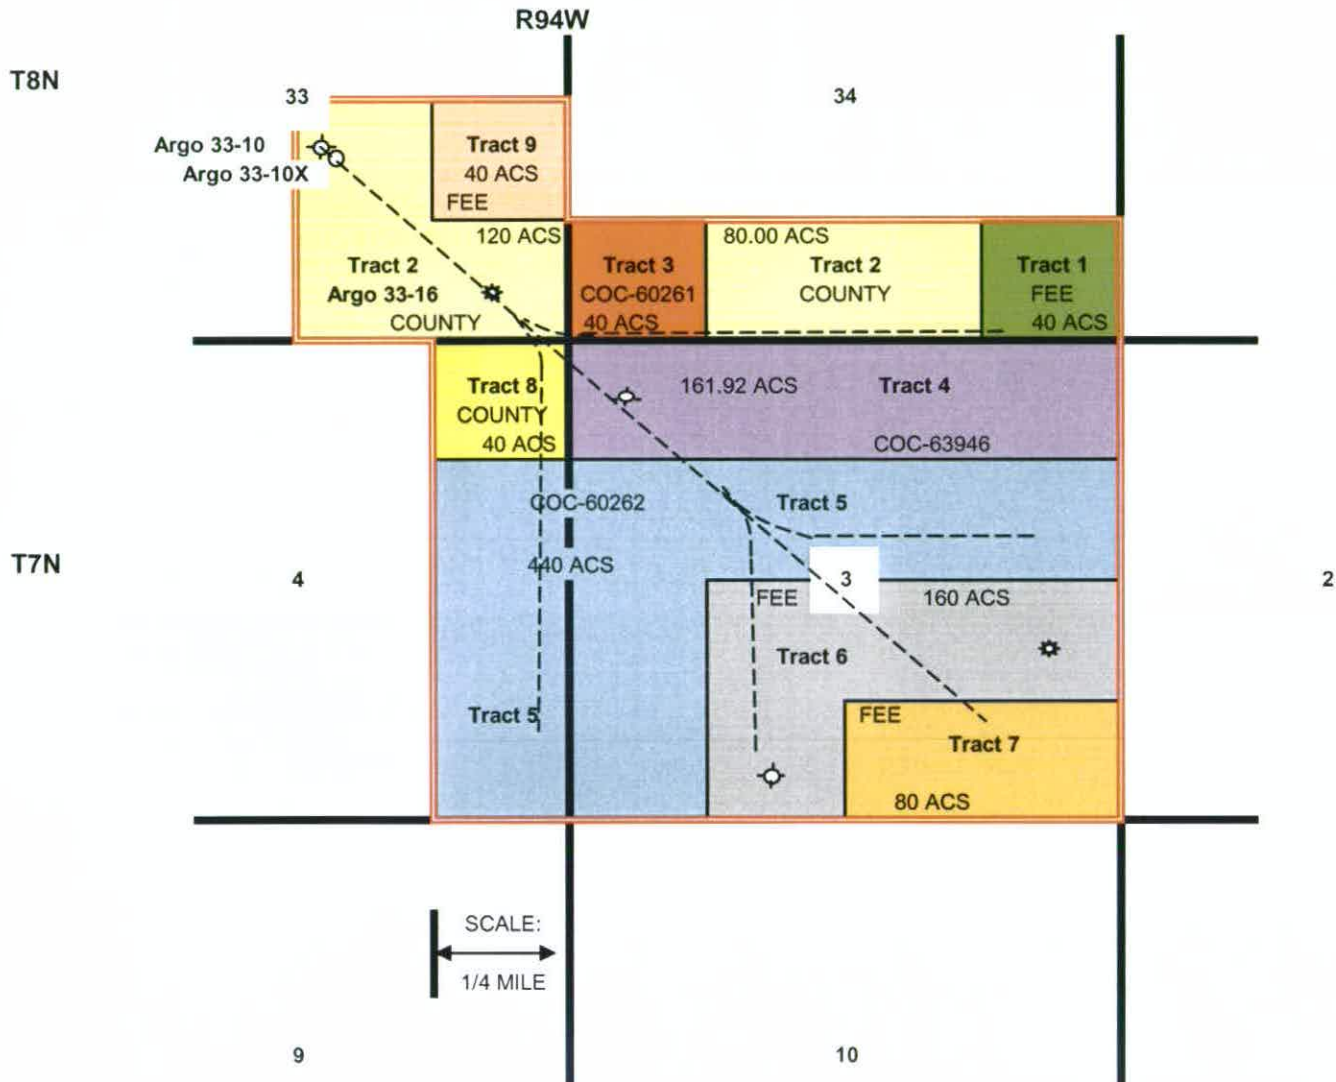 R94W
T8N
33
34
Argo 33-10
Argo 33-10X
Tract 9
40 ACS
FEE
120 ACS
Tract 2
Argo 33-16
COUNTY
Tract 3
COC-60261
40 ACS
80.00 ACS
Tract 2
COUNTY
Tract 1
FEE
40 ACS
Tract 8
COUNTY
40 ACS
161.92 ACS
Tract 4
COC-63946
COC-60262
Tract 5
T7N
4
440 ACS
3
2
FEE
160 ACS
Tract 6
Tract 5
FEE
Tract 7
80 ACS
SCALE:
1/4 MILE
9
10